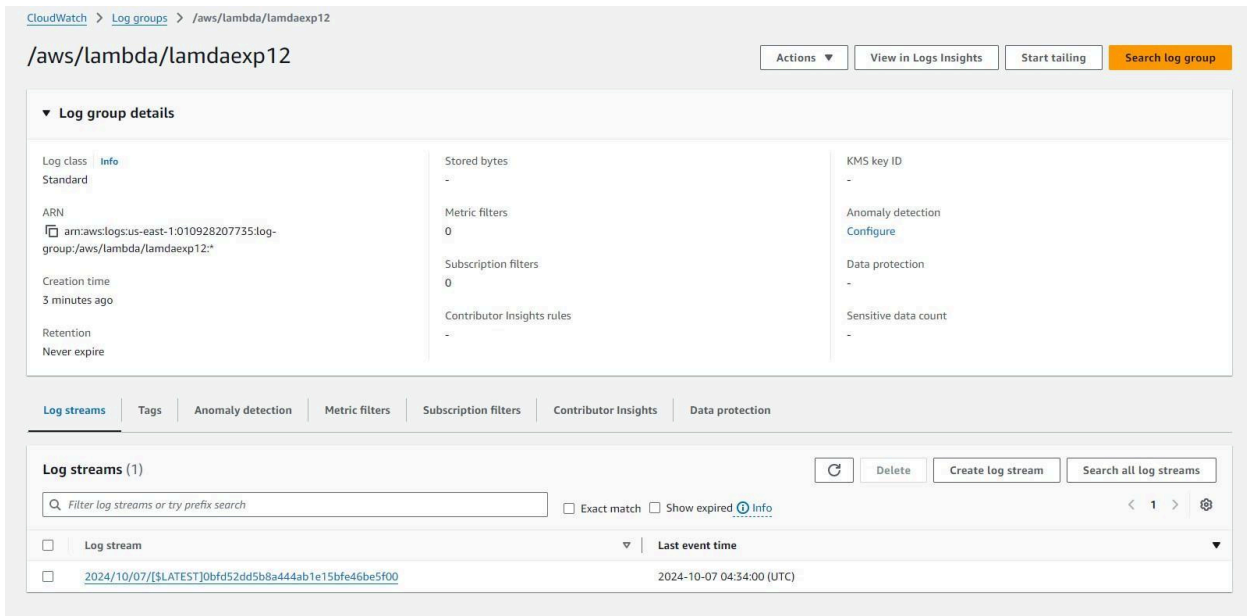 CloudWatch > Log groups > /aws/lambda/lamdaexp12
/aws/lambda/lamdaexp12
Actions ▼ View in Logs Insights Start tailing Search log group
▼ Log group details
Log class Info
Standard
ARN
arn:aws:logs:us-east-1:010928207735:log-
group:/aws/lambda/lamdaexp12:*
Creation time
3 minutes ago
Retention
Never expire
Stored bytes
-
Metric filters
0
Subscription filters
0
Contributor Insights rules
-
KMS key ID
-
Anomaly detection
Configure
Data protection
-
Sensitive data count
-
Log streams Tags Anomaly detection Metric filters Subscription filters Contributor Insights Data protection
Log streams (1)
Delete Create log stream Search all log streams
Filter log streams or try prefix search
Exact match Show expired Info
< 1 >
Log stream Last event time
2024/10/07/[$LATEST]0bfd52dd5b8a444ab1e15bfe46be5f00 2024-10-07 04:34:00 (UTC)